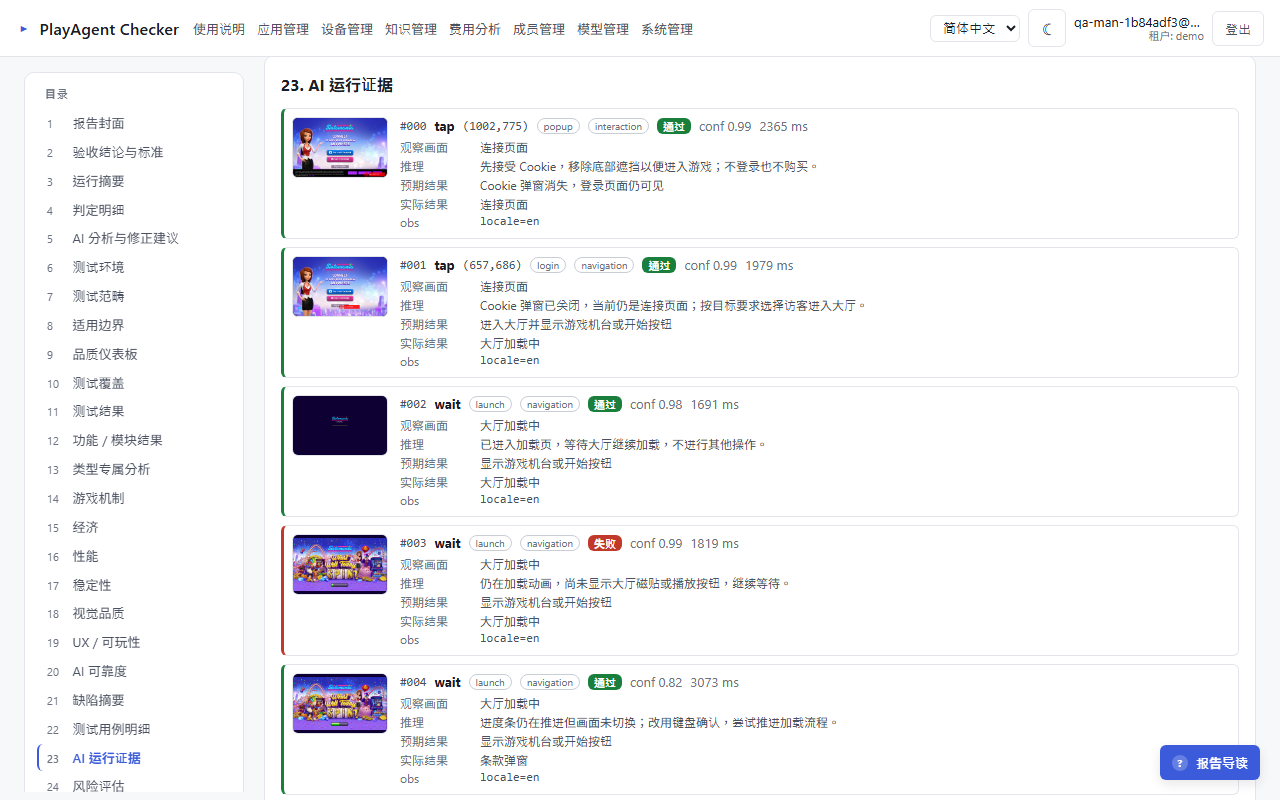 PlayAgent Checker 使用说明 应用管理 设备管理 知识管理 费用分析 成员管理 模型管理 系统管理 简体中文 qa-man-1b84adf3@... 登出
租户: demo
目录
1 报告封面
2 验收结论与标准
3 运行摘要
4 判定明细
5 AI 分析与修正建议
6 测试环境
7 测试范畴
8 适用边界
9 品质仪表板
10 测试覆盖
11 测试结果
12 功能 / 模块结果
13 类型专属分析
14 游戏机制
15 经济
16 性能
17 稳定性
18 视觉品质
19 UX / 可玩性
20 AI 可靠度
21 缺陷摘要
22 测试用例明细
23 AI 运行证据
24 风险评估
23. AI 运行证据
#000 tap (1002,775) popup interaction 通过 conf 0.99 2365 ms
观察画面 连接页面
推理 先接受 Cookie，移除底部遮挡以便进入游戏；不登录也不购买。
预期结果 Cookie 弹窗消失，登录页面仍可见
实际结果 连接页面
obs locale=en
#001 tap (657,686) login navigation 通过 conf 0.99 1979 ms
观察画面 连接页面
推理 Cookie 弹窗已关闭，当前仍是连接页面；按目标要求选择访客进入大厅。
预期结果 进入大厅并显示游戏机台或开始按钮
实际结果 大厅加载中
obs locale=en
#002 wait launch navigation 通过 conf 0.98 1691 ms
观察画面 大厅加载中
推理 已进入加载页，等待大厅继续加载，不进行其他操作。
预期结果 显示游戏机台或开始按钮
实际结果 大厅加载中
obs locale=en
#003 wait launch navigation 失败 conf 0.99 1819 ms
观察画面 大厅加载中
推理 仍在加载动画，尚未显示大厅磁贴或播放按钮，继续等待。
预期结果 显示游戏机台或开始按钮
实际结果 大厅加载中
obs locale=en
#004 wait launch navigation 通过 conf 0.82 3073 ms
观察画面 大厅加载中
推理 进度条仍在推进但画面未切换；改用键盘确认，尝试推进加载流程。
预期结果 显示游戏机台或开始按钮
实际结果 条款弹窗
obs locale=en
? 报告导读